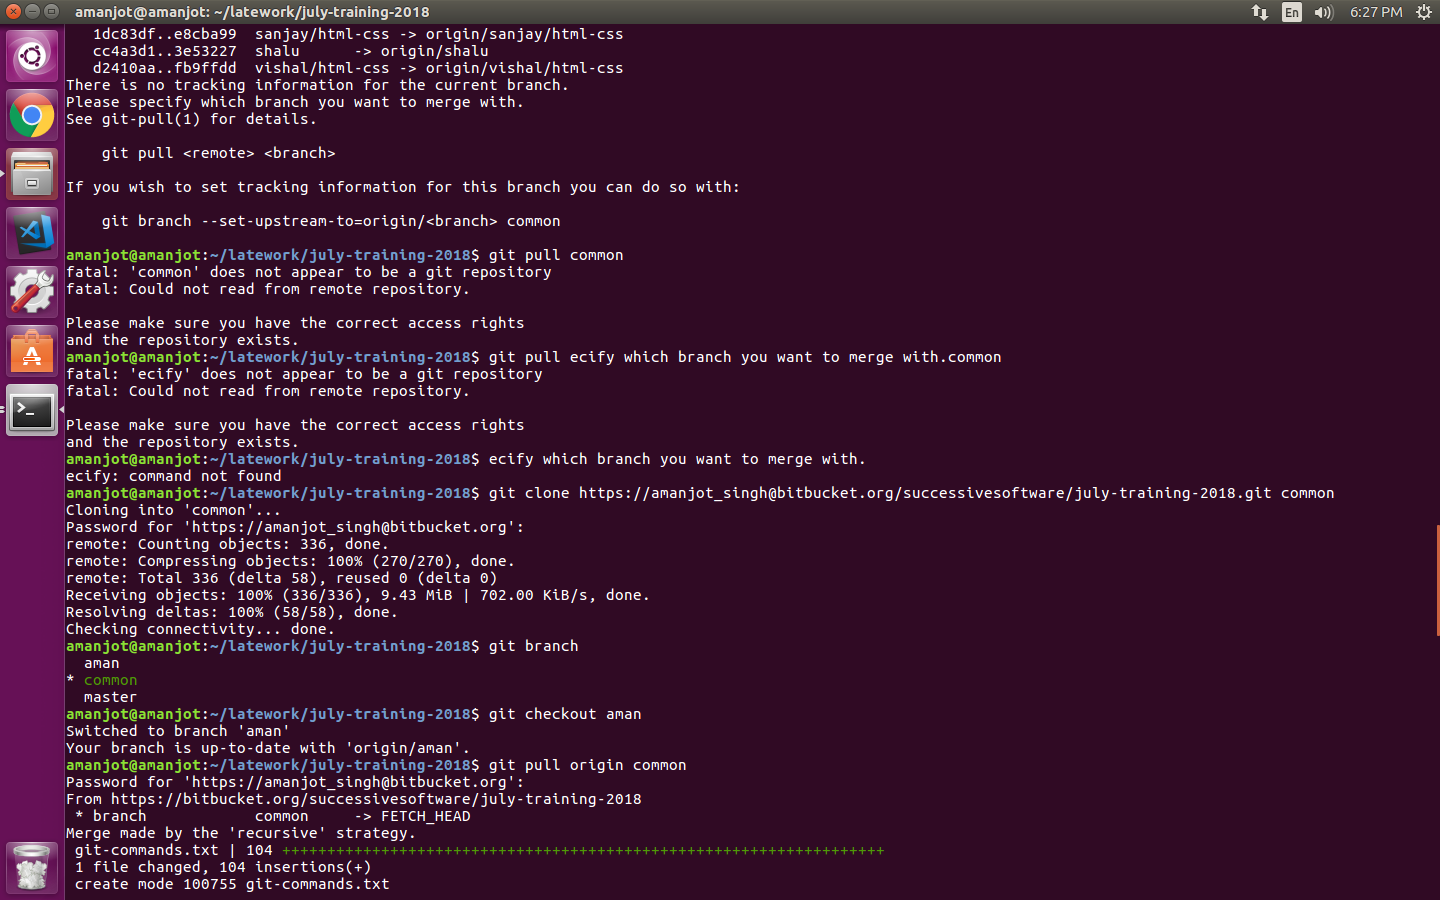 amanjot@amanjot: ~/latework/july-training-2018
En
6:27 PM
   1dc83df..e8cba99  sanjay/html-css -> origin/sanjay/html-css
   cc4a3d1..3e53227  shalu      -> origin/shalu
   d2410aa..fb9ffdd  vishal/html-css -> origin/vishal/html-css
There is no tracking information for the current branch.
Please specify which branch you want to merge with.
See git-pull(1) for details.
    git pull <remote> <branch>
If you wish to set tracking information for this branch you can do so with:
    git branch --set-upstream-to=origin/<branch> common
amanjot@amanjot:~/latework/july-training-2018$ git pull common
fatal: 'common' does not appear to be a git repository
fatal: Could not read from remote repository.
Please make sure you have the correct access rights
and the repository exists.
amanjot@amanjot:~/latework/july-training-2018$ git pull ecify which branch you want to merge with.common
fatal: 'ecify' does not appear to be a git repository
fatal: Could not read from remote repository.
Please make sure you have the correct access rights
and the repository exists.
amanjot@amanjot:~/latework/july-training-2018$ ecify which branch you want to merge with.
ecify: command not found
amanjot@amanjot:~/latework/july-training-2018$ git clone https://amanjot_singh@bitbucket.org/successivesoftware/july-training-2018.git common
Cloning into 'common'...
Password for 'https://amanjot_singh@bitbucket.org':
remote: Counting objects: 336, done.
remote: Compressing objects: 100% (270/270), done.
remote: Total 336 (delta 58), reused 0 (delta 0)
Receiving objects: 100% (336/336), 9.43 MiB | 702.00 KiB/s, done.
Resolving deltas: 100% (58/58), done.
Checking connectivity... done.
amanjot@amanjot:~/latework/july-training-2018$ git branch
  aman
* common
  master
amanjot@amanjot:~/latework/july-training-2018$ git checkout aman
Switched to branch 'aman'
Your branch is up-to-date with 'origin/aman'.
amanjot@amanjot:~/latework/july-training-2018$ git pull origin common
Password for 'https://amanjot_singh@bitbucket.org':
From https://bitbucket.org/successivesoftware/july-training-2018
 * branch            common     -> FETCH_HEAD
Merge made by the 'recursive' strategy.
 git-commands.txt | 104 +++++++++++++++++++++++++++++++++++++++++++++++++++++++++++++++++++
 1 file changed, 104 insertions(+)
 create mode 100755 git-commands.txt